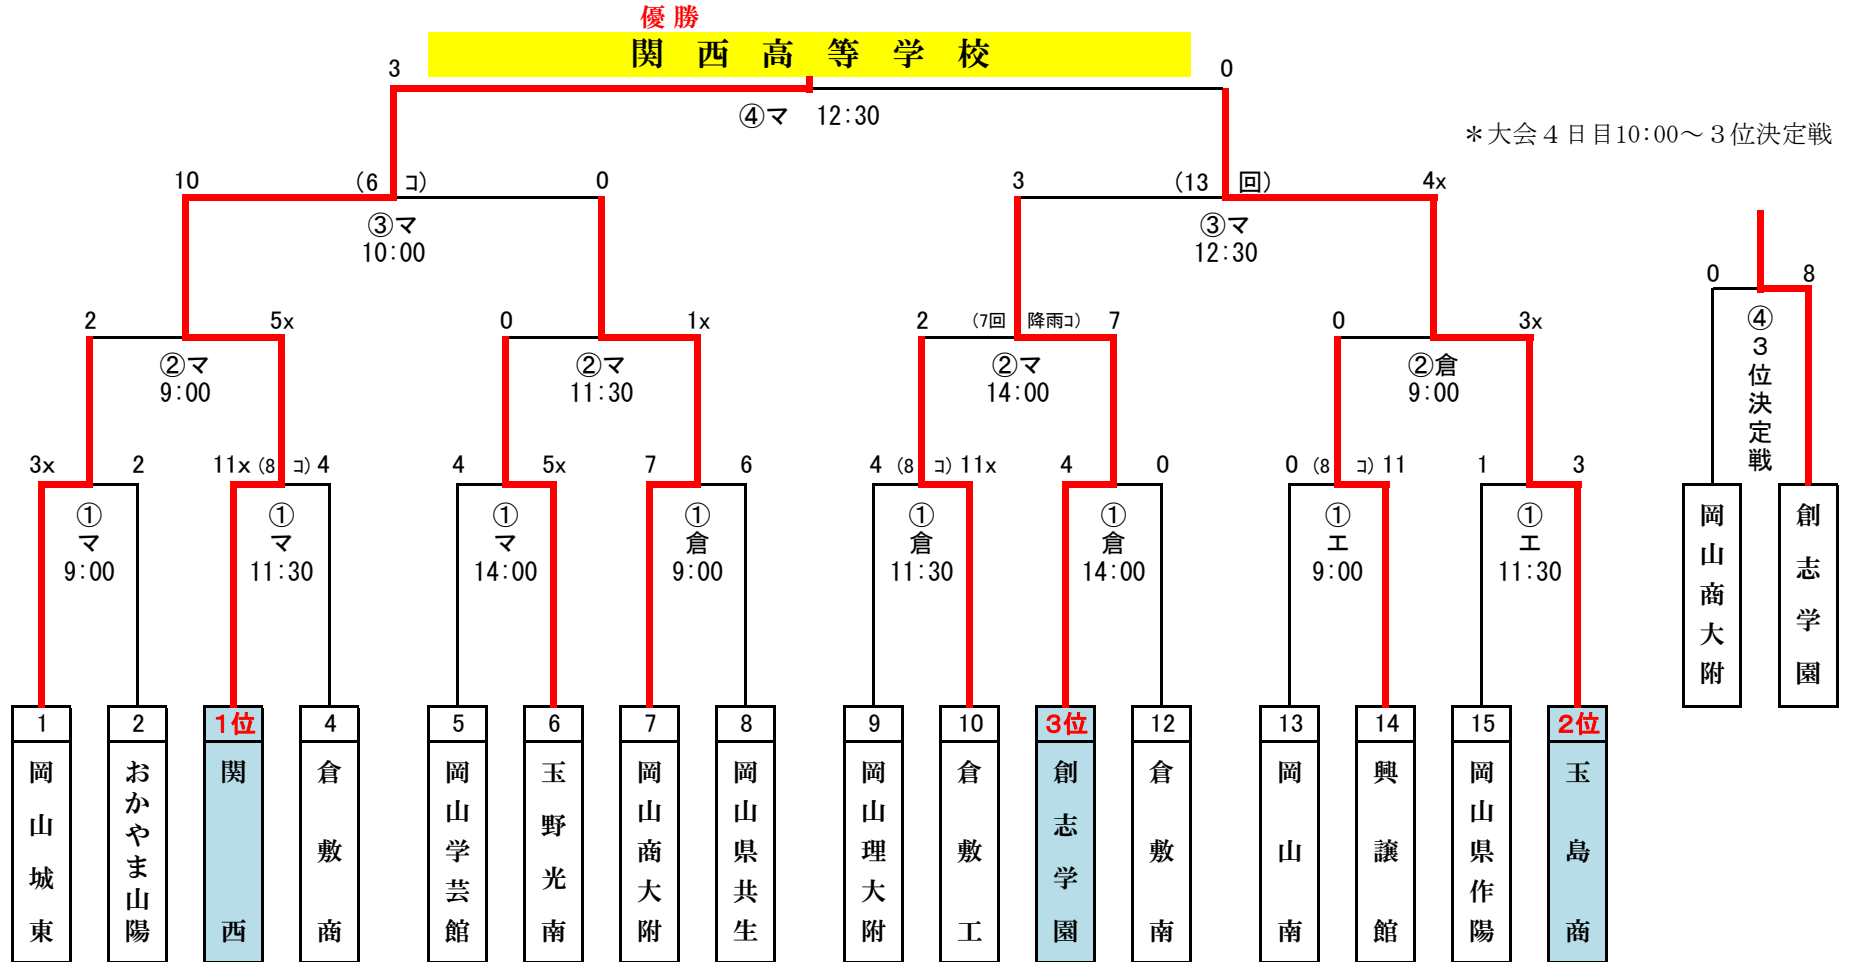 優 勝
関 西 高 等 学 校
3 0
④マ 12:30
＊大会４日目10:00～３位決定戦
10 (6 ｺ) 0 3 (13 回) 4x
③マ ③マ
10:00 12:30
0 8
2 5x 0 1x 2 (7回 降雨ｺ) 7 0 3x
②マ ②マ ②マ ②倉
9:00 11:30 14:00 9:00
④３位決定戦
3x 2 11x (8 ｺ) 4 4 5x 7 6 4 (8 ｺ) 11x 4 0 0 (8 ｺ) 11 1 3
① ① ① ① ① ① ① ①
マ マ マ 倉 倉 倉 エ エ
9:00 11:30 14:00 9:00 11:30 14:00 9:00 11:30
岡山商大附
創志学園
1 2 1位 4 5 6 7 8 9 10 3位 12 13 14 15 2位
岡山城東
おかやま山陽
関西
倉敷商
岡山学芸館
玉野光南
岡山商大附
岡山県共生
岡山理大附
倉敷工
創志学園
倉敷南
岡山南
興譲館
岡山県作陽
玉島商